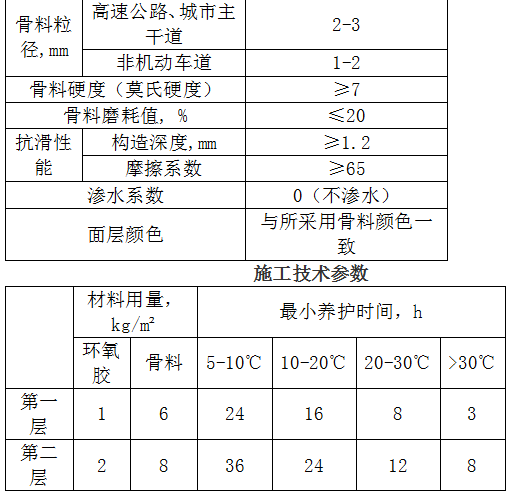 骨料粒径,mm 高速公路、城市主干道 2-3
非机动车道 1-2
骨料硬度（莫氏硬度） ≥7
骨料磨耗值，% ≤20
抗滑性能 构造深度,mm ≥1.2
摩擦系数 ≥65
渗水系数 0（不渗水）
面层颜色 与所采用骨料颜色一致
施工技术参数
材料用量，kg/㎡ 最小养护时间，h
环氧胶 骨料 5-10℃ 10-20℃ 20-30℃ >30℃
第一层 1 6 24 16 8 3
第二层 2 8 36 24 12 8